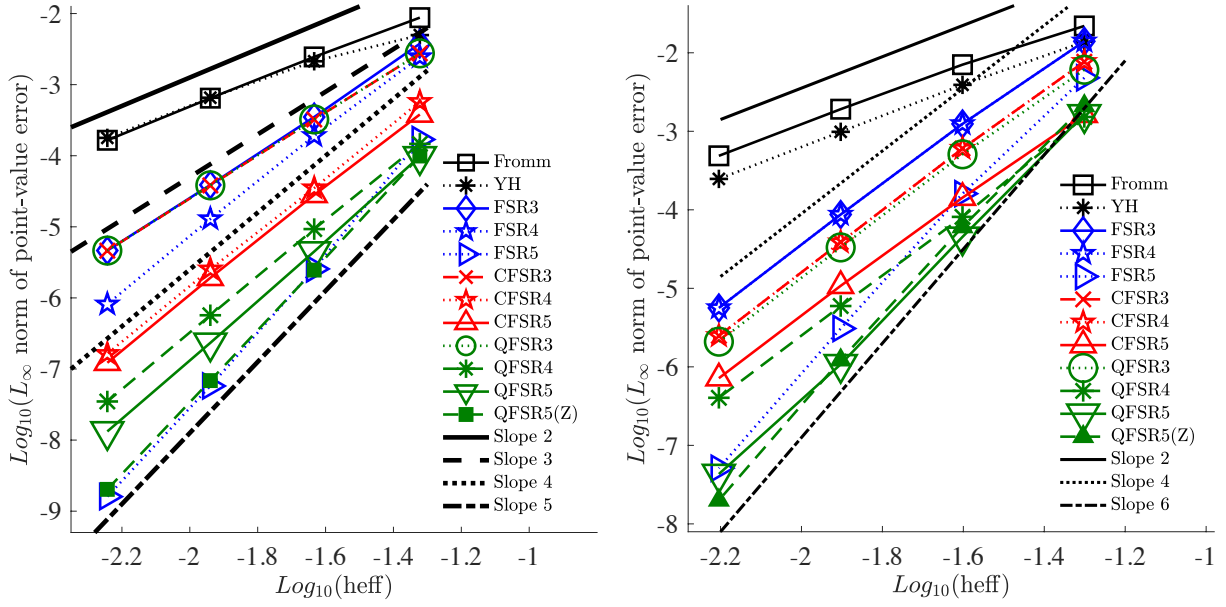 Log₁₀(L∞ norm of point-value error)
-2
-3
-4
-5
-6
-7
-8
-9
-2.2
-2
-1.8
-1.6
-1.4
-1.2
-1
Log₁₀(heff)
Fromm
YH
FSR3
FSR4
FSR5
CFSR3
CFSR4
CFSR5
QFSR3
QFSR4
QFSR5
QFSR5(Z)
Slope 2
Slope 3
Slope 4
Slope 5
Log₁₀(L∞ norm of point-value error)
-2
-3
-4
-5
-6
-7
-8
-2.2
-2
-1.8
-1.6
-1.4
-1.2
-1
Log₁₀(heff)
Fromm
YH
FSR3
FSR4
FSR5
CFSR3
CFSR4
CFSR5
QFSR3
QFSR4
QFSR5
QFSR5(Z)
Slope 2
Slope 4
Slope 6